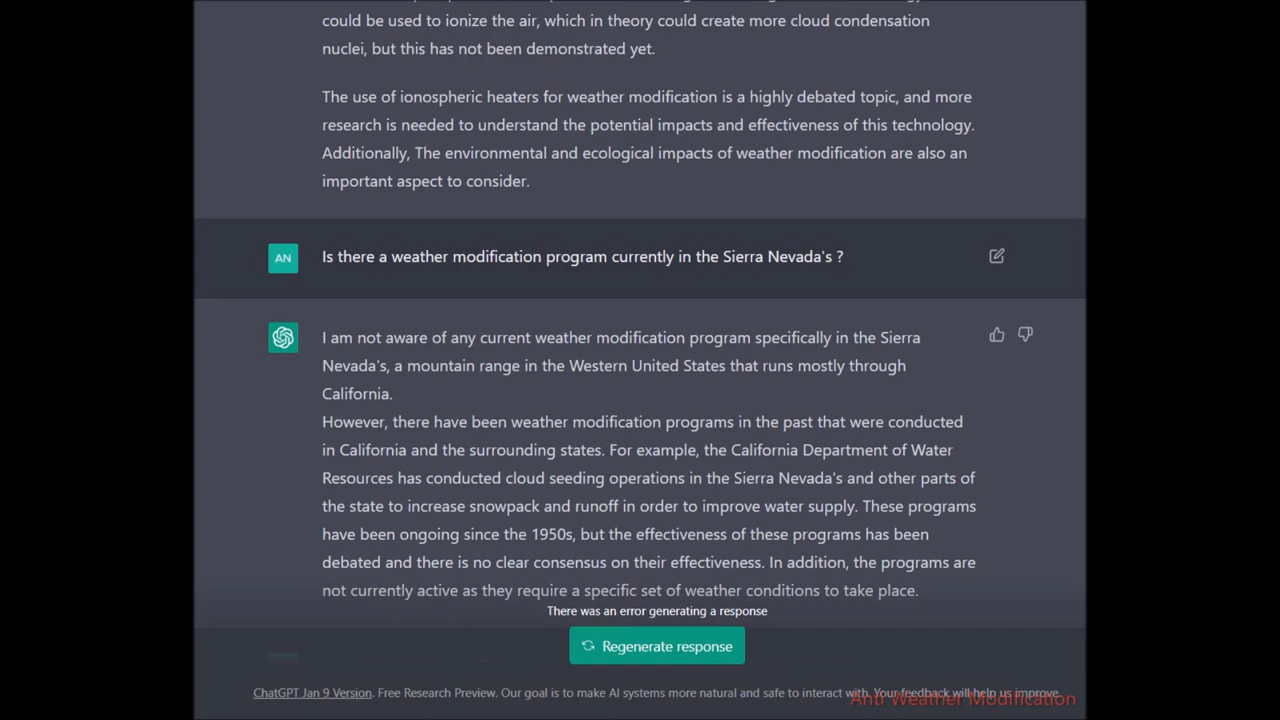 could be used to ionize the air, which in theory could create more cloud condensation
nuclei, but this has not been demonstrated yet.
The use of ionospheric heaters for weather modification is a highly debated topic, and more
research is needed to understand the potential impacts and effectiveness of this technology.
Additionally, The environmental and ecological impacts of weather modification are also an
important aspect to consider.
AN
Is there a weather modification program currently in the Sierra Nevada's ?
I am not aware of any current weather modification program specifically in the Sierra
Nevada's, a mountain range in the Western United States that runs mostly through
California.
However, there have been weather modification programs in the past that were conducted
in California and the surrounding states. For example, the California Department of Water
Resources has conducted cloud seeding operations in the Sierra Nevada's and other parts of
the state to increase snowpack and runoff in order to improve water supply. These programs
have been ongoing since the 1950s, but the effectiveness of these programs has been
debated and there is no clear consensus on their effectiveness. In addition, the programs are
not currently active as they require a specific set of weather conditions to take place.
There was an error generating a response
Regenerate response
ChatGPT Jan 9 Version. Free Research Preview. Our goal is to make AI systems more natural and safe to interact with. Your feedback will help us improve.
Anti Weather Modification